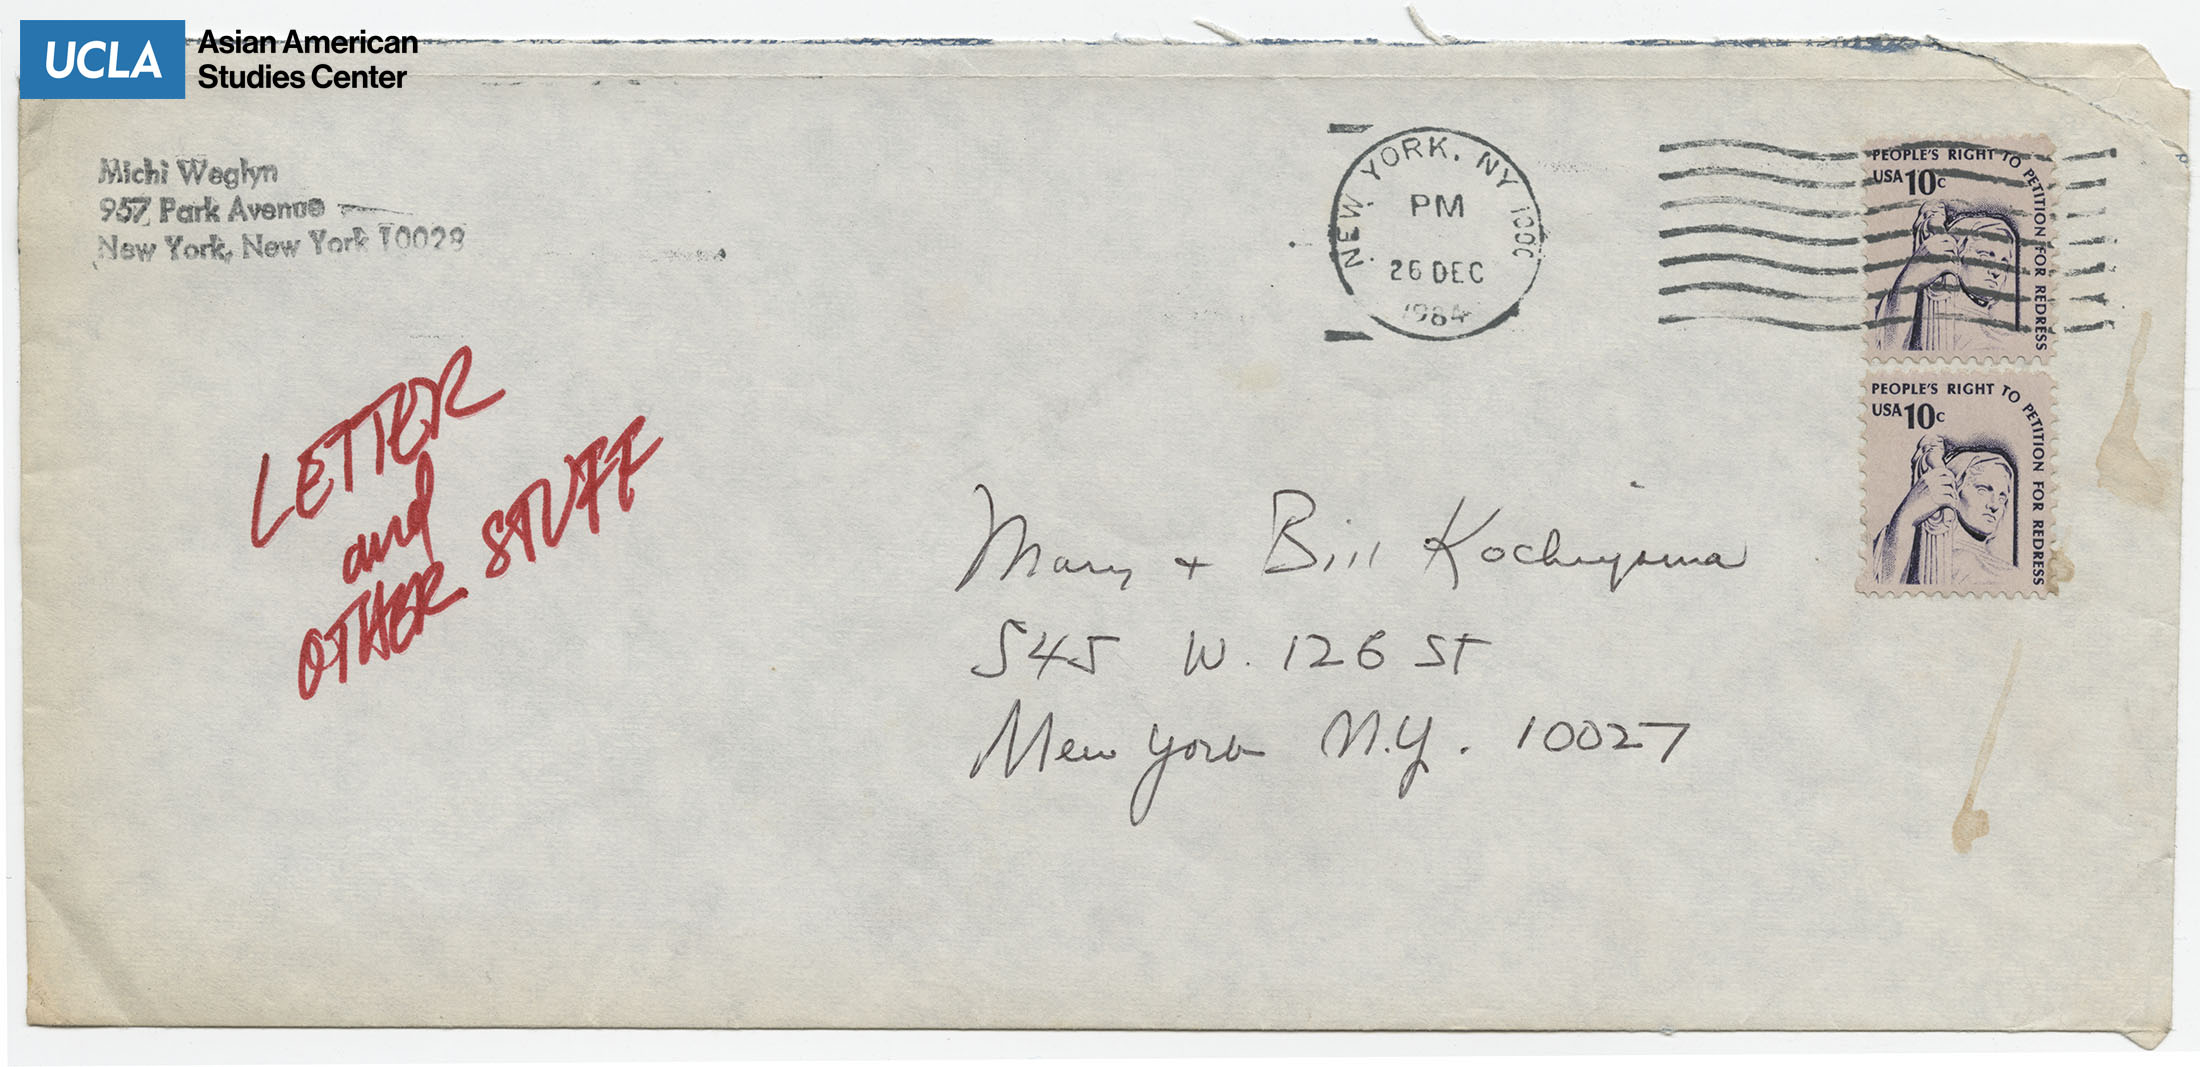 UCLA
Asian American
Studies Center
Michi Weglyn
957 Park Avenue
New York, New York 10028
NEW YORK, NY
PM
26 DEC
1984
PEOPLE'S RIGHT TO PETITION FOR REDRESS
USA 10c
PEOPLE'S RIGHT TO PETITION FOR REDRESS
USA 10c
LETTER
and
OTHER STUFF
Mary + Bill Kochiyama
545 W. 126 St
New York N.Y. 10027